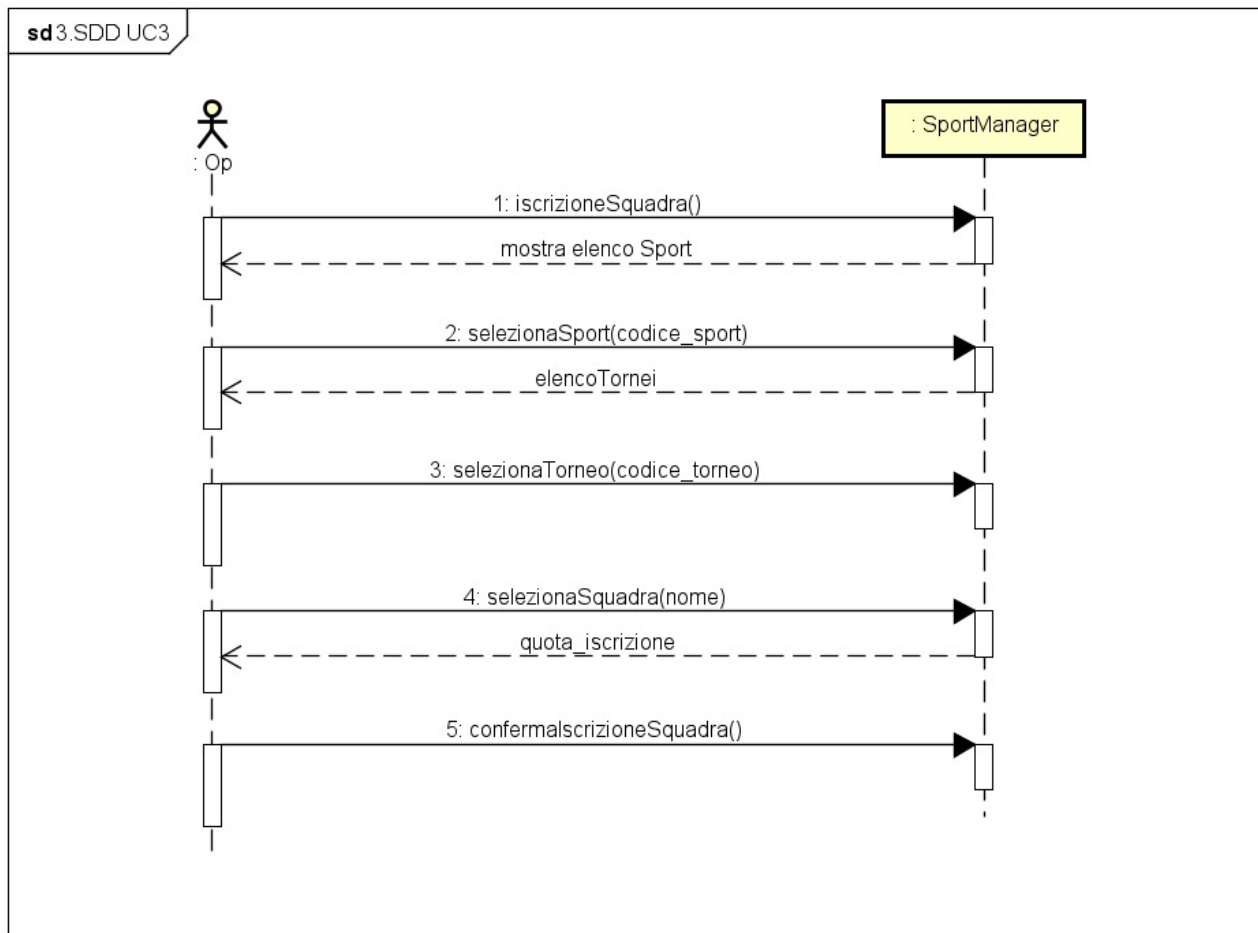 sd 3.SDD UC3
: Op
: SportManager
1: iscrizioneSquadra()
mostra elenco Sport
2: selezionaSport(codice_sport)
elencoTornei
3: selezionaTorneo(codice_torneo)
4: selezionaSquadra(nome)
quota_iscrizione
5: confermaIscrizioneSquadra()